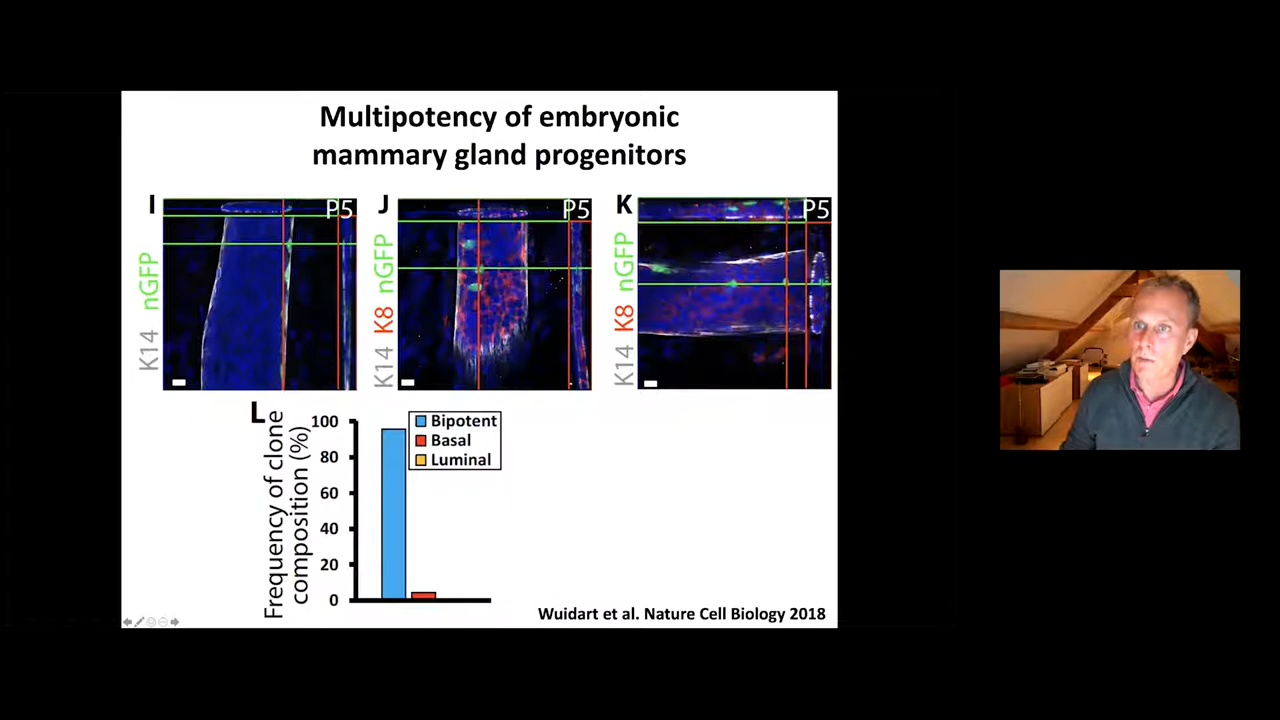 Multipotency of embryonic
mammary gland progenitors
I
P5
K14 nGFP
J
P5
K14 K8 nGFP
K
P5
K14 K8 nGFP
L
Frequency of clone
composition (%)
100
80
60
40
20
0
Bipotent
Basal
Luminal
Wuidart et al. Nature Cell Biology 2018